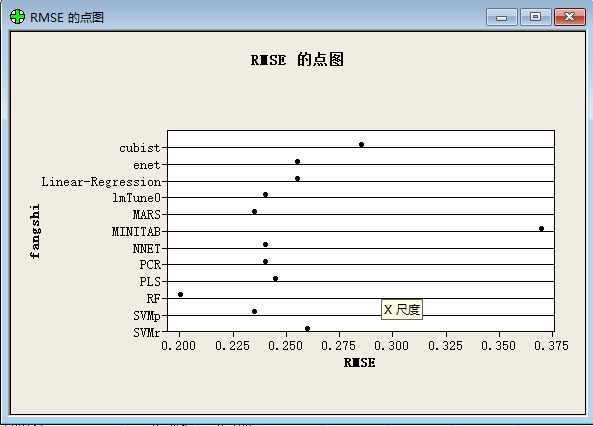 RMSE 的点图
RMSE 的点图
cubist
enet
Linear-Regression
lmTune0
MARS
MINITAB
NNET
PCR
PLS
RF
SVMp
SVMr
fangshi
X 尺度
0.200 0.225 0.250 0.275 0.300 0.325 0.350 0.375
RMSE